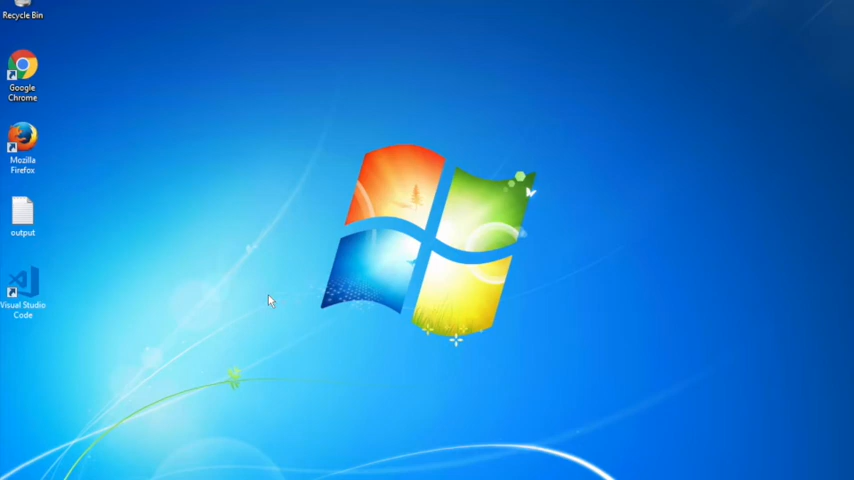 Recycle Bin
Google
Chrome
Mozilla
Firefox
output
Visual Studio
Code